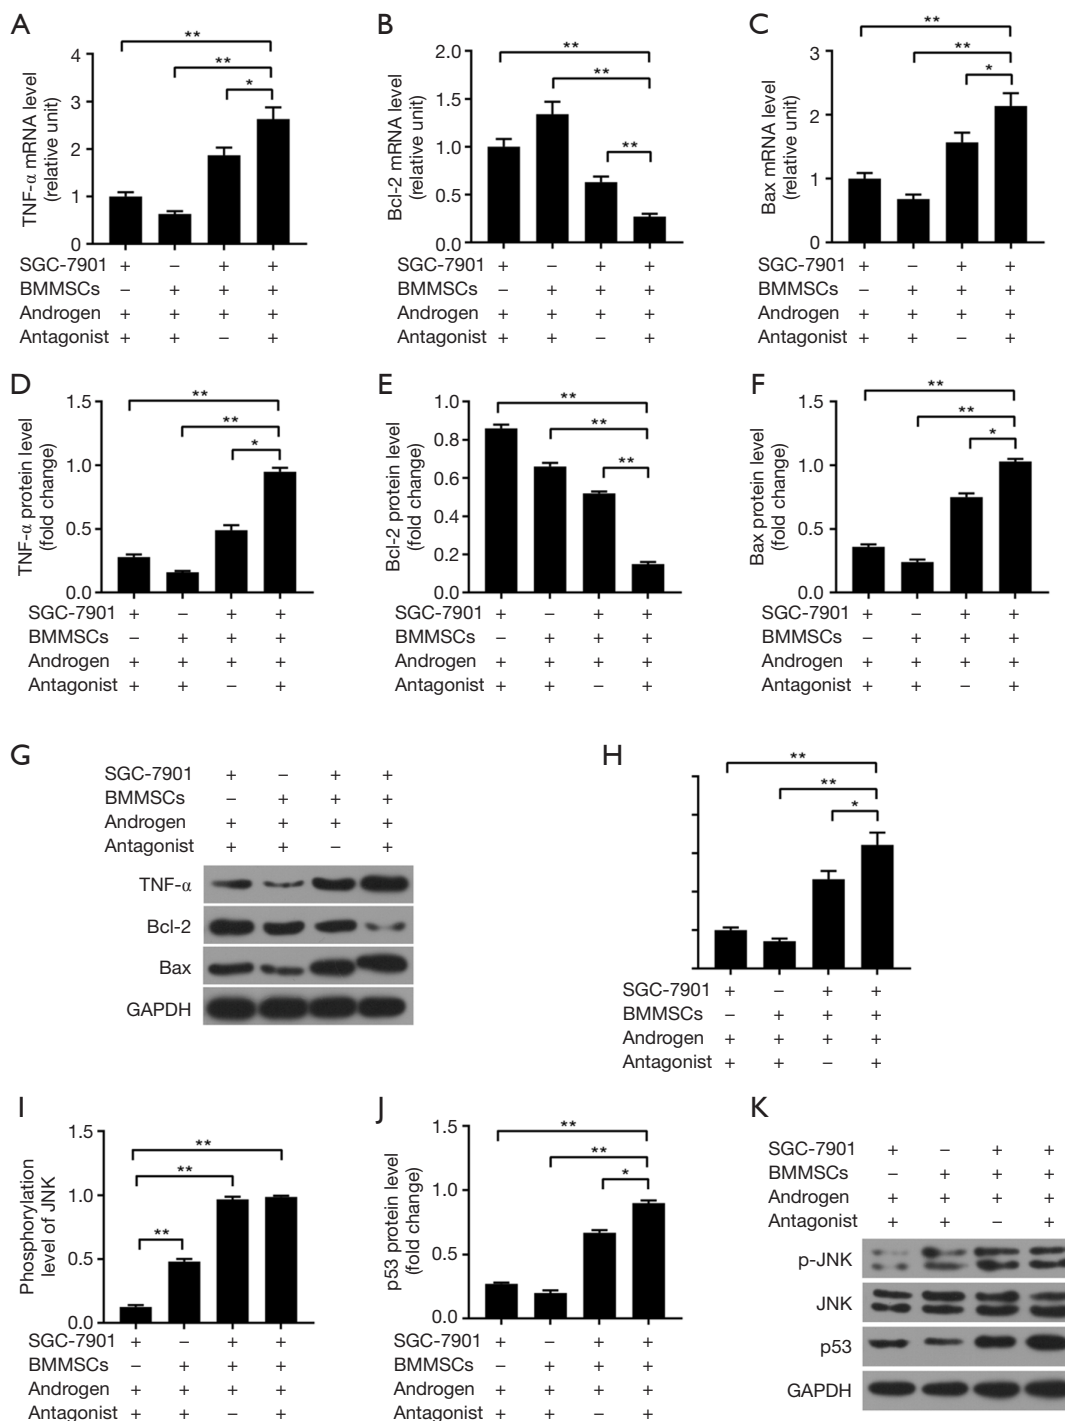 A
TNF-α mRNA level
(relative unit)
4
3
2
1
0
** 
** 
*
SGC-7901 + – + +
BMMSCs – + + +
Androgen + + + +
Antagonist + + – +
B
Bcl-2 mRNA level
(relative unit)
2.0
1.5
1.0
0.5
0.0
**
**
**
SGC-7901 + – + +
BMMSCs – + + +
Androgen + + + +
Antagonist + + – +
C
Bax mRNA level
(relative unit)
3
2
1
0
**
**
*
SGC-7901 + – + +
BMMSCs – + + +
Androgen + + + +
Antagonist + + – +
D
TNF-α protein level
(fold change)
1.5
1.0
0.5
0.0
**
**
*
SGC-7901 + – + +
BMMSCs – + + +
Androgen + + + +
Antagonist + + – +
E
Bcl-2 protein level
(fold change)
1.0
0.8
0.6
0.4
0.2
0.0
**
**
**
SGC-7901 + – + +
BMMSCs – + + +
Androgen + + + +
Antagonist + + – +
F
Bax protein level
(fold change)
1.5
1.0
0.5
0.0
**
**
*
SGC-7901 + – + +
BMMSCs – + + +
Androgen + + + +
Antagonist + + – +
G
SGC-7901 + – + +
BMMSCs – + + +
Androgen + + + +
Antagonist + + – +
TNF-α
Bcl-2
Bax
GAPDH
H
**
**
*
SGC-7901 + – + +
BMMSCs – + + +
Androgen + + + +
Antagonist + + – +
I
Phosphorylation
level of JNK
1.5
1.0
0.5
0.0
**
**
**
SGC-7901 + – + +
BMMSCs – + + +
Androgen + + + +
Antagonist + + – +
J
p53 protein level
(fold change)
1.5
1.0
0.5
0.0
**
**
*
SGC-7901 + – + +
BMMSCs – + + +
Androgen + + + +
Antagonist + + – +
K
SGC-7901 + – + +
BMMSCs – + + +
Androgen + + + +
Antagonist + + – +
p-JNK
JNK
p53
GAPDH